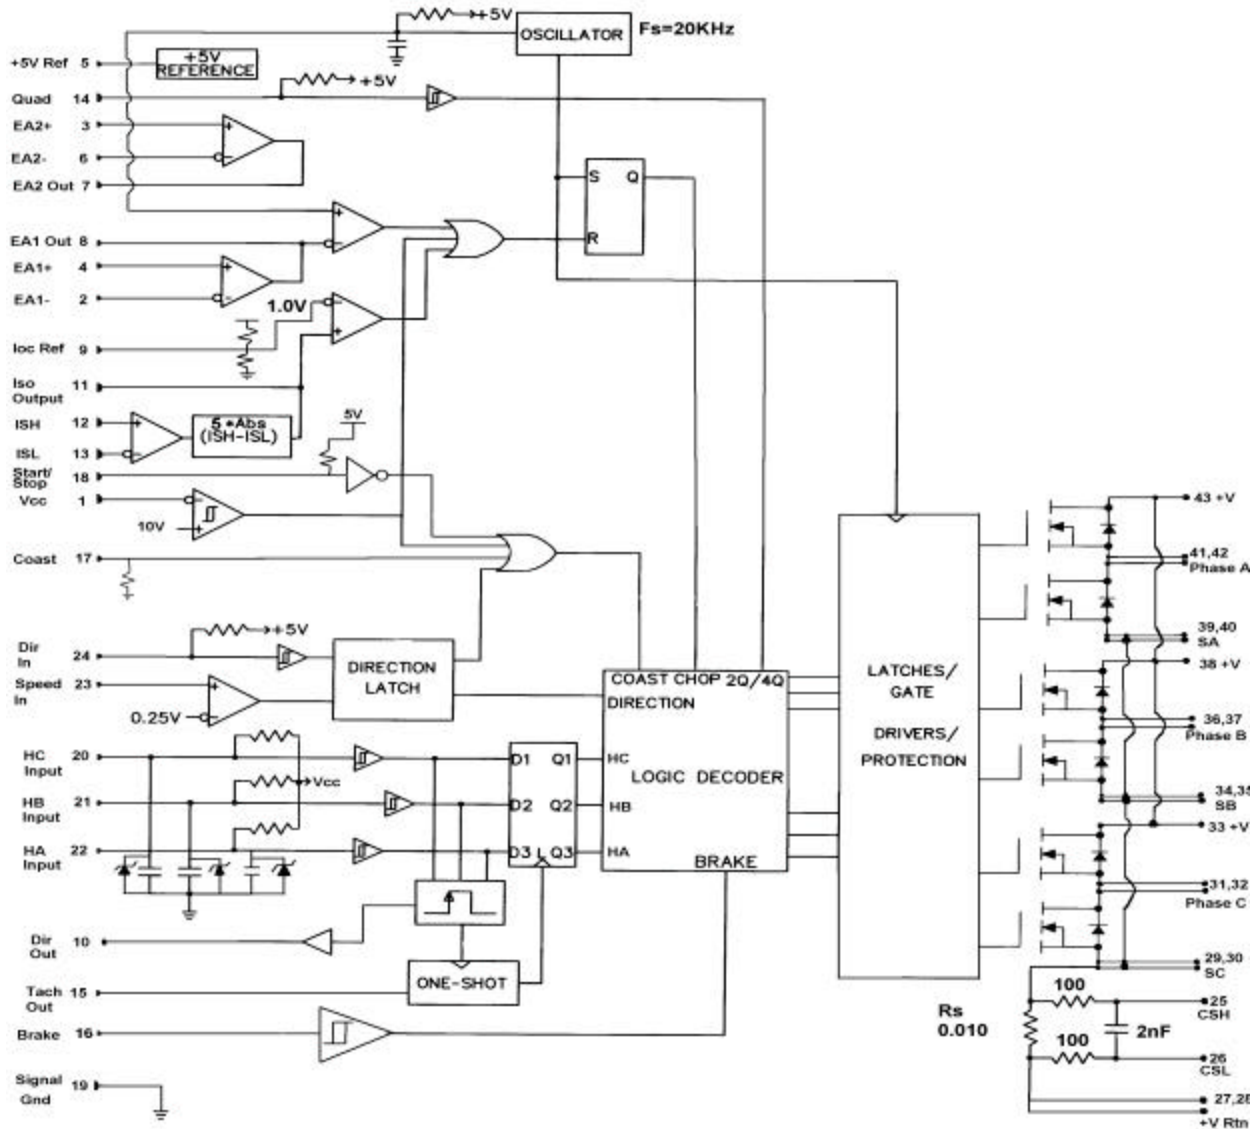 +5V
OSCILLATOR
Fs=20KHz
+5V Ref 5
+5V
REFERENCE
+5V
Quad 14
EA2+ 3
EA2- 6
EA2 Out 7
S Q
R
EA1 Out 8
EA1+ 4
EA1- 2
1.0V
Ioc Ref 9
Iso
Output
11
ISH 12
5 *Abs
(ISH-ISL)
5V
ISL 13
Start/
Stop
18
Vcc 1
10V
Coast 17
43 +V
41,42
Phase A
39,40
SA
38 +V
36,37
Phase B
34,35
SB
33 +V
31,32
Phase C
29,30
SC
Dir
In
24
+5V
DIRECTION
LATCH
Speed
In
23
0.25V
COAST CHOP 2Q/4Q
DIRECTION
LOGIC DECODER
HC
HB
HA
BRAKE
LATCHES/
GATE
DRIVERS/
PROTECTION
HC
Input
20
HB
Input
21
HA
Input
22
Vcc
D1 Q1
D2 Q2
D3 L Q3
Dir
Out
10
ONE-SHOT
Tach
Out
15
Brake 16
Signal
Gnd
19
Rs
0.010
100
100
2nF
25
CSH
26
CSL
27,28
+V Rtn